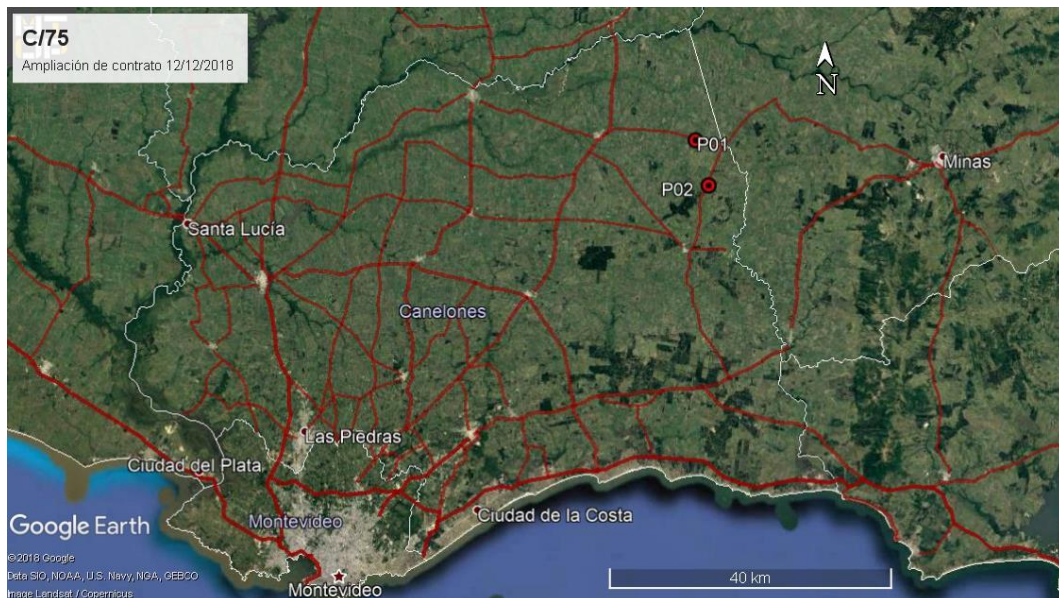 C/75
Ampliación de contrato 12/12/2018
N
P01
Minas
P02
Santa Lucía
Canelones
Las Piedras
Ciudad del Plata
Google Earth
Montevideo
Ciudad de la Costa
©2018 Google
Data SIO, NOAA, U.S. Navy, NGA, GEBCO
Image Landsat / Copernicus
Montevideo
40 km